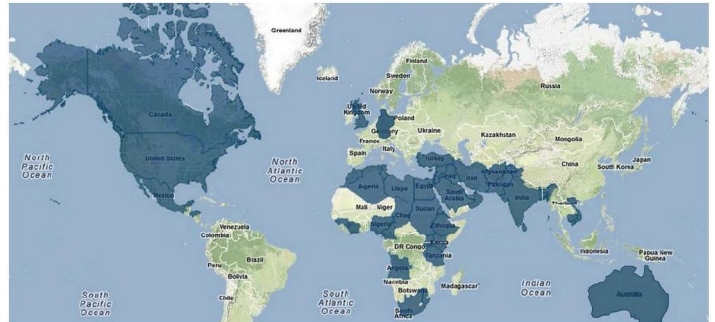 Greenland
Iceland
Finland
Sweden
Norway
Russia
Canada
United
Kingdom
Poland
Germany
Ukraine
France
Kazakhstan
Mongolia
Italy
Spain
North
Pacific
Ocean
United States
North
Atlantic
Ocean
Turkey
China
Japan
South Korea
Iraq
Iran
Afghanistan
Pakistan
Algeria
Libya
Egypt
Saudi
Arabia
India
Mexico
Mali
Niger
Chad
Sudan
Thailand
Nigeria
Ethiopia
Venezuela
Colombia
DR Congo
Kenya
Tanzania
Indonesia
Papua New
Guinea
Peru
Brazil
Bolivia
Angola
Namibia
Botswana
Madagascar
Indian
Ocean
Australia
Chile
South
Pacific
Ocean
South
Atlantic
Ocean
South
Africa